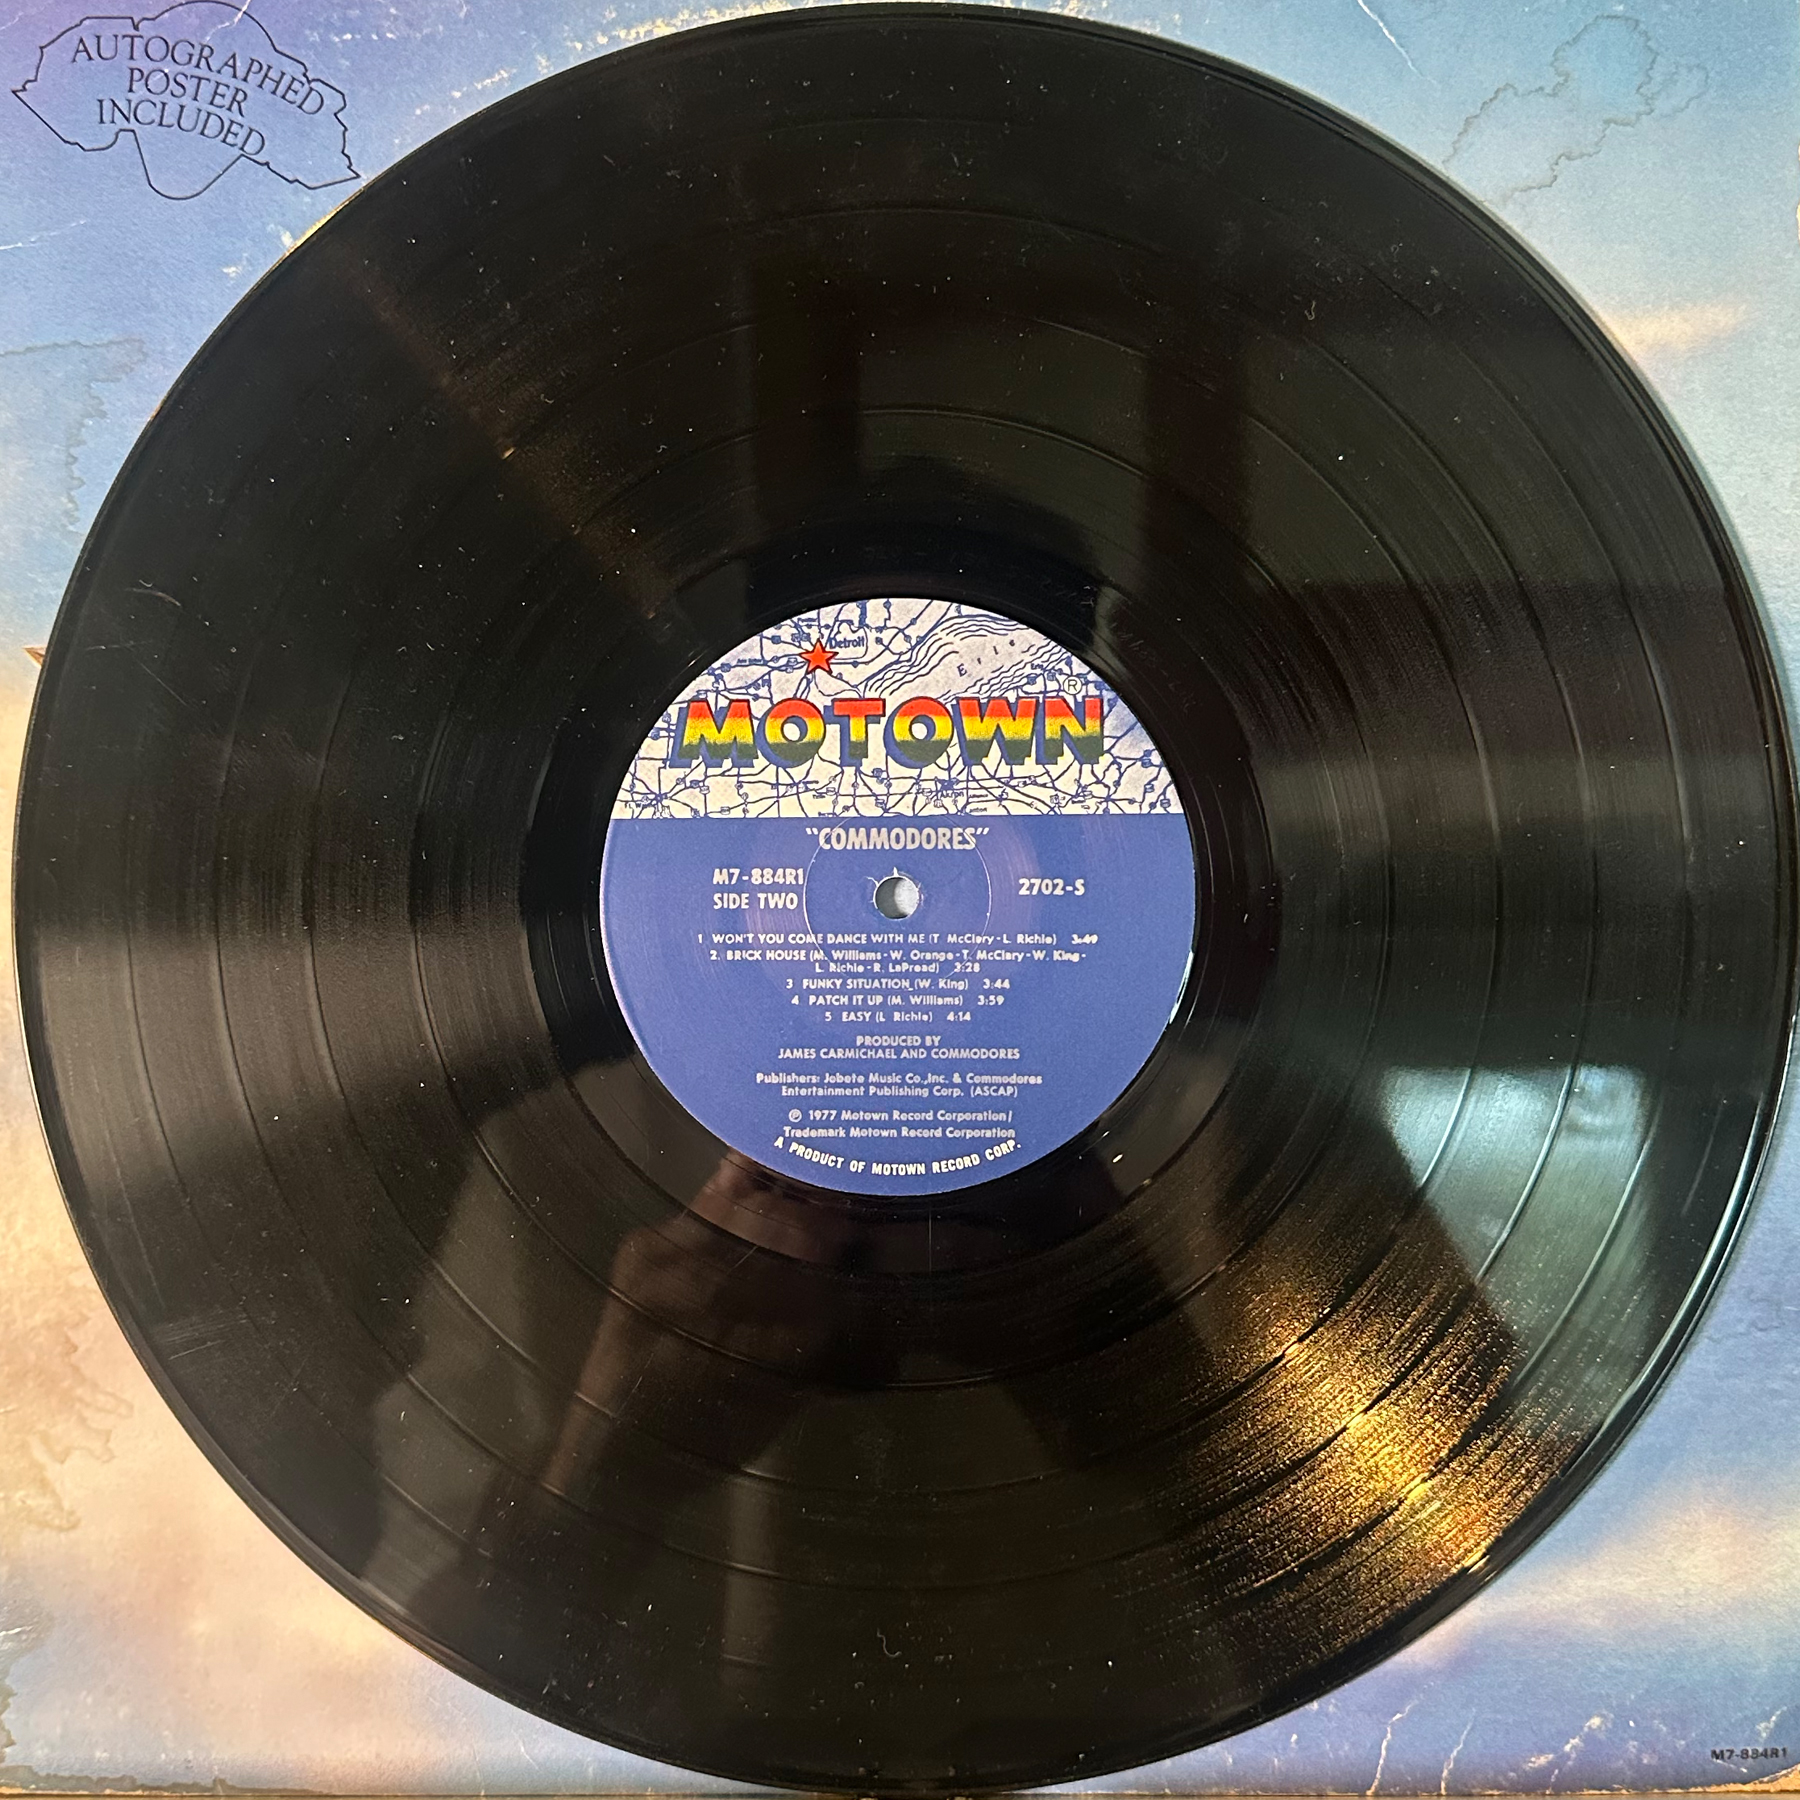 AUTOGRAPHED
POSTER
INCLUDED
Detroit
Erie
MOTOWN®
Akron
"COMMODORES"
M7-884R1
SIDE TWO
2702-S
1 WON'T YOU COME DANCE WITH ME (T McClary - L. Richie) 3:49
2. BRICK HOUSE (M. Williams - W. Orange - T. McClary - W. King -
L. Richie - R. LaPread) 3:28
3 FUNKY SITUATION (W. King) 3:44
4 PATCH IT UP (M. Williams) 3:59
5 EASY (L Richie) 4:14
PRODUCED BY
JAMES CARMICHAEL AND COMMODORES
Publishers: Jobete Music Co.,Inc. & Commodores
Entertainment Publishing Corp. (ASCAP)
℗ 1977 Motown Record Corporation/
Trademark Motown Record Corporation
A PRODUCT OF MOTOWN RECORD CORP.
M7-884R1